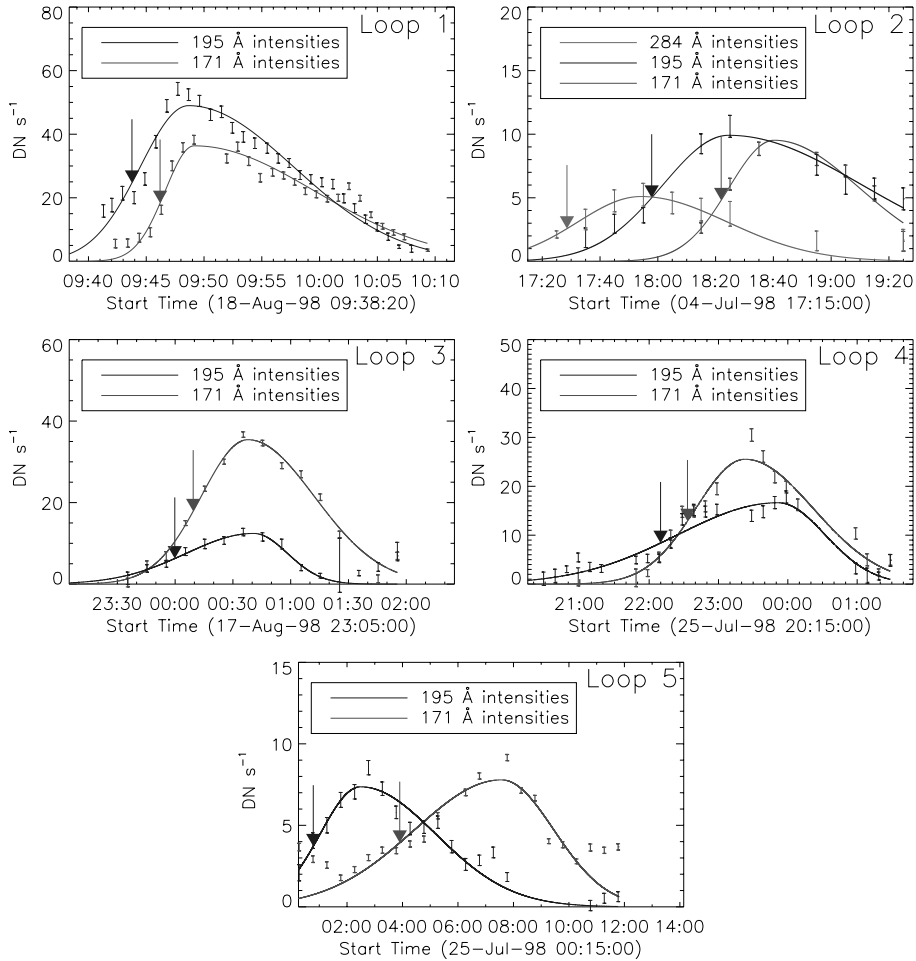 Loop 1
195 Å intensities
171 Å intensities
DN s⁻¹
80
60
40
20
0
09:40 09:45 09:50 09:55 10:00 10:05 10:10
Start Time (18-Aug-98 09:38:20)
Loop 2
284 Å intensities
195 Å intensities
171 Å intensities
DN s⁻¹
20
15
10
5
0
17:20 17:40 18:00 18:20 18:40 19:00 19:20
Start Time (04-Jul-98 17:15:00)
Loop 3
195 Å intensities
171 Å intensities
DN s⁻¹
60
40
20
0
23:30 00:00 00:30 01:00 01:30 02:00
Start Time (17-Aug-98 23:05:00)
Loop 4
195 Å intensities
171 Å intensities
DN s⁻¹
50
40
30
20
10
0
21:00 22:00 23:00 00:00 01:00
Start Time (25-Jul-98 20:15:00)
Loop 5
195 Å intensities
171 Å intensities
DN s⁻¹
15
10
5
0
02:00 04:00 06:00 08:00 10:00 12:00 14:00
Start Time (25-Jul-98 00:15:00)